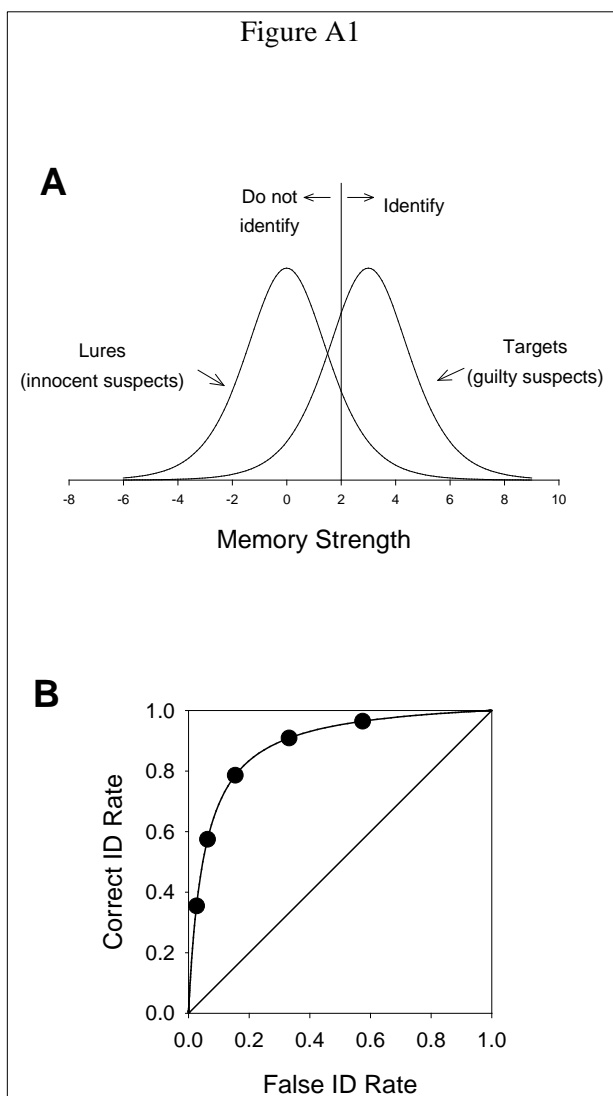 Figure A1
A
Do not
identify
Identify
Lures
(innocent suspects)
Targets
(guilty suspects)
-8 -6 -4 -2 0 2 4 6 8 10
Memory Strength
B
Correct ID Rate
1.0
0.8
0.6
0.4
0.2
0.0
0.0 0.2 0.4 0.6 0.8 1.0
False ID Rate